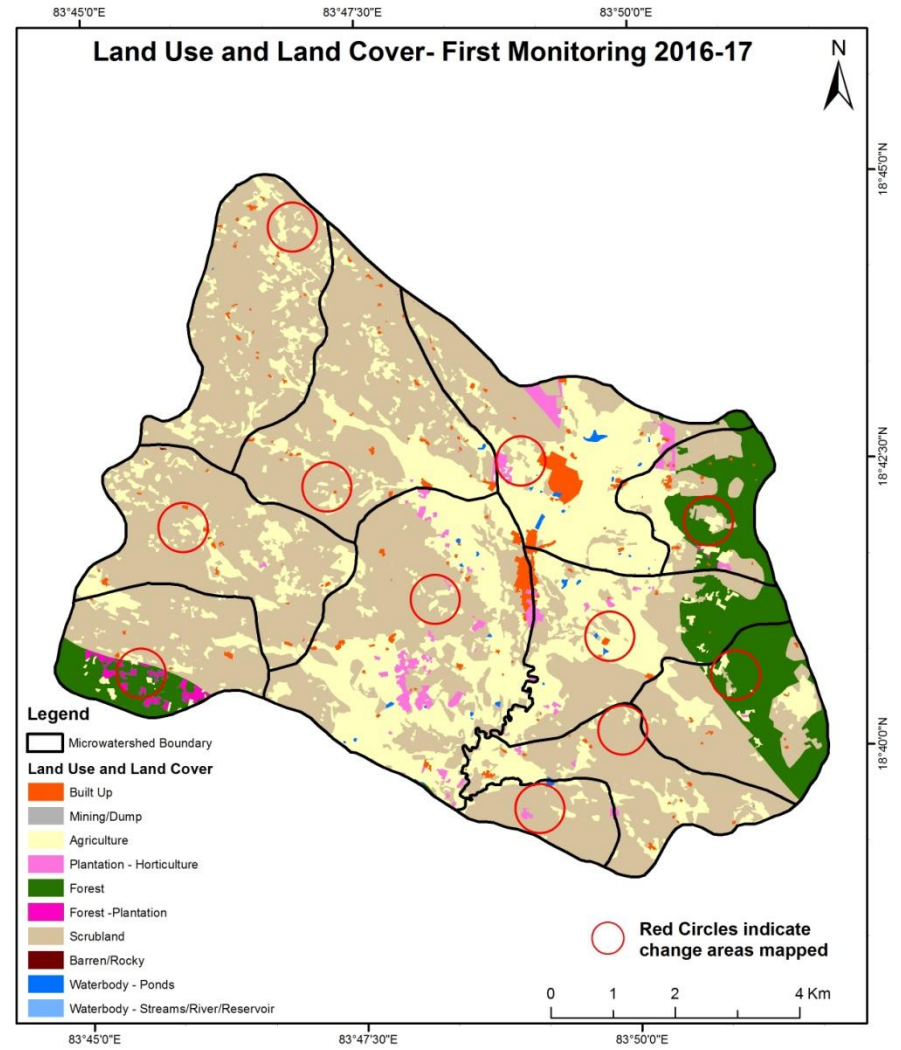 83°45'0"E 83°47'30"E 83°50'0"E
Land Use and Land Cover- First Monitoring 2016-17
N
18°45'0"N
18°42'30"N
18°40'0"N
Legend
Microwatershed Boundary
Land Use and Land Cover
Built Up
Mining/Dump
Agriculture
Plantation - Horticulture
Forest
Forest -Plantation
Scrubland
Barren/Rocky
Waterbody - Ponds
Waterbody - Streams/River/Reservoir
Red Circles indicate
change areas mapped
0 1 2 4 Km
83°45'0"E 83°47'30"E 83°50'0"E